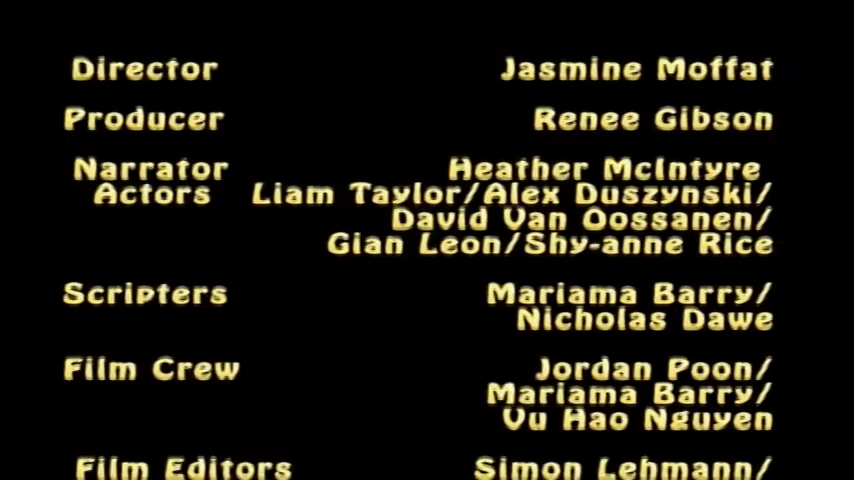 Director Jasmine Moffat
Producer Renee Gibson
Narrator Heather McIntyre
Actors Liam Taylor/Alex Duszynski/
David Van Oossanen/
Gian Leon/Shy-anne Rice
Scripters Mariama Barry/
Nicholas Dawe
Film Crew Jordan Poon/
Mariama Barry/
Vu Hao Nguyen
Film Editors Simon Lehmann/